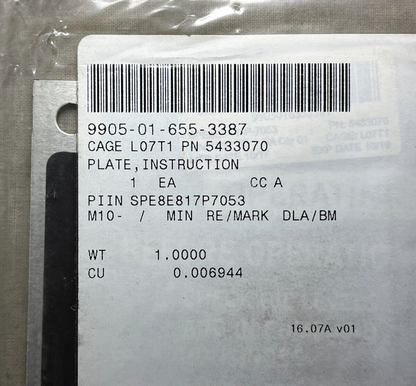 9905-01-655-3387
CAGE L07T1 PN 5433070
PLATE,INSTRUCTION
1 EA CC A
PIIN SPE8E817P7053
M10- / MIN RE/MARK DLA/BM
WT 1.0000
CU 0.006944
16.07A v01